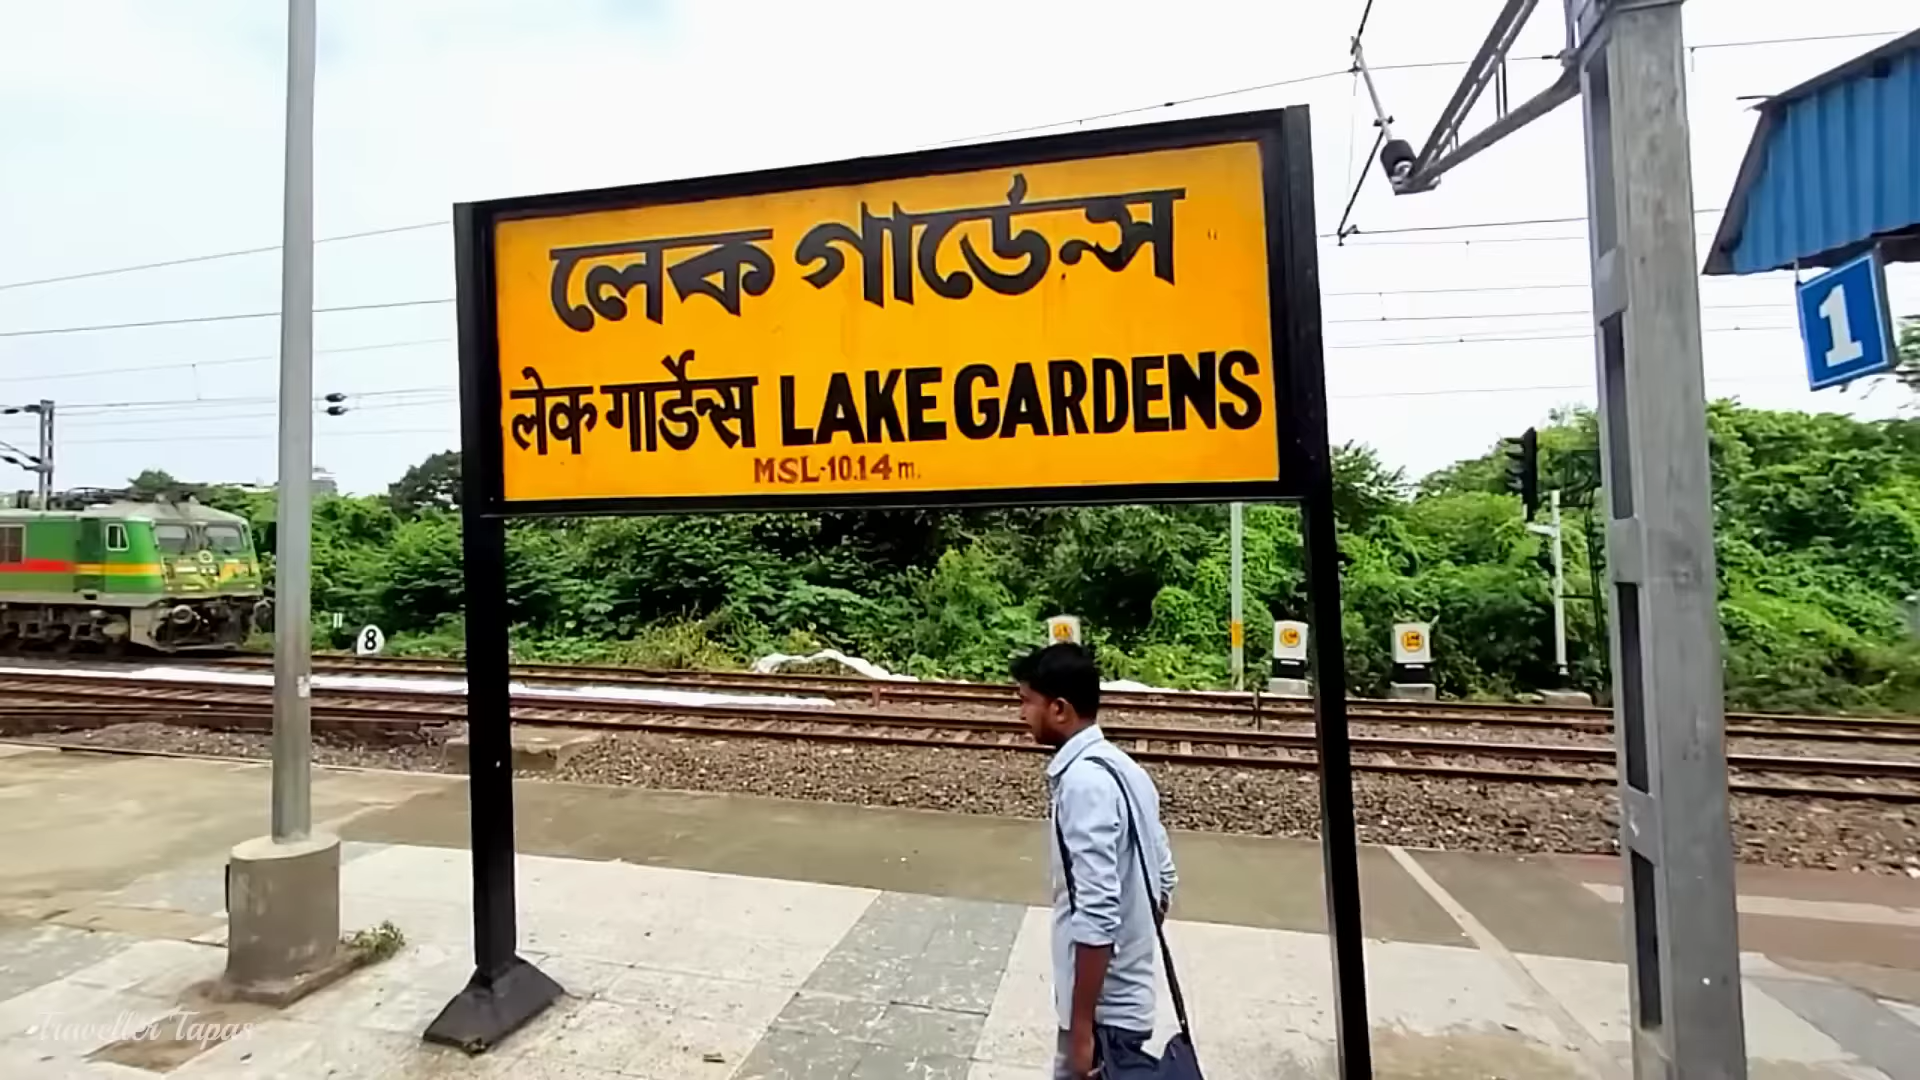 লেক গার্ডেন্স
लेक गार्डेन्स LAKE GARDENS
MSL-10.14 m.
1
8
Traveller Tapas